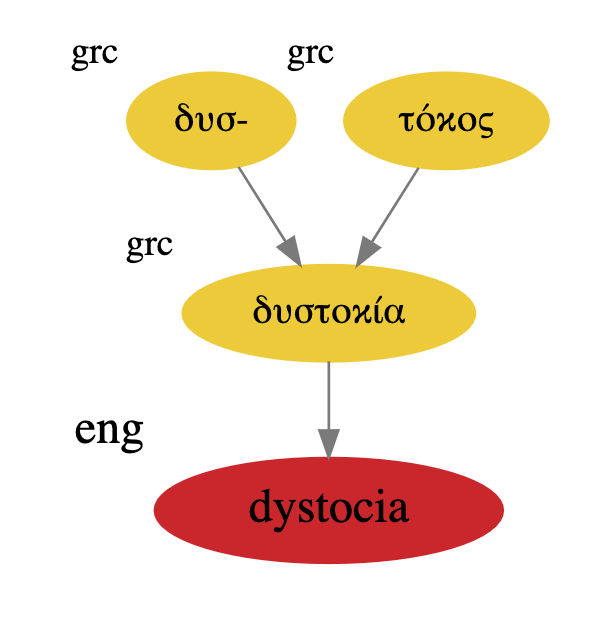 grc grc
δυσ- τόκος
grc
δυστοκία
eng
dystocia